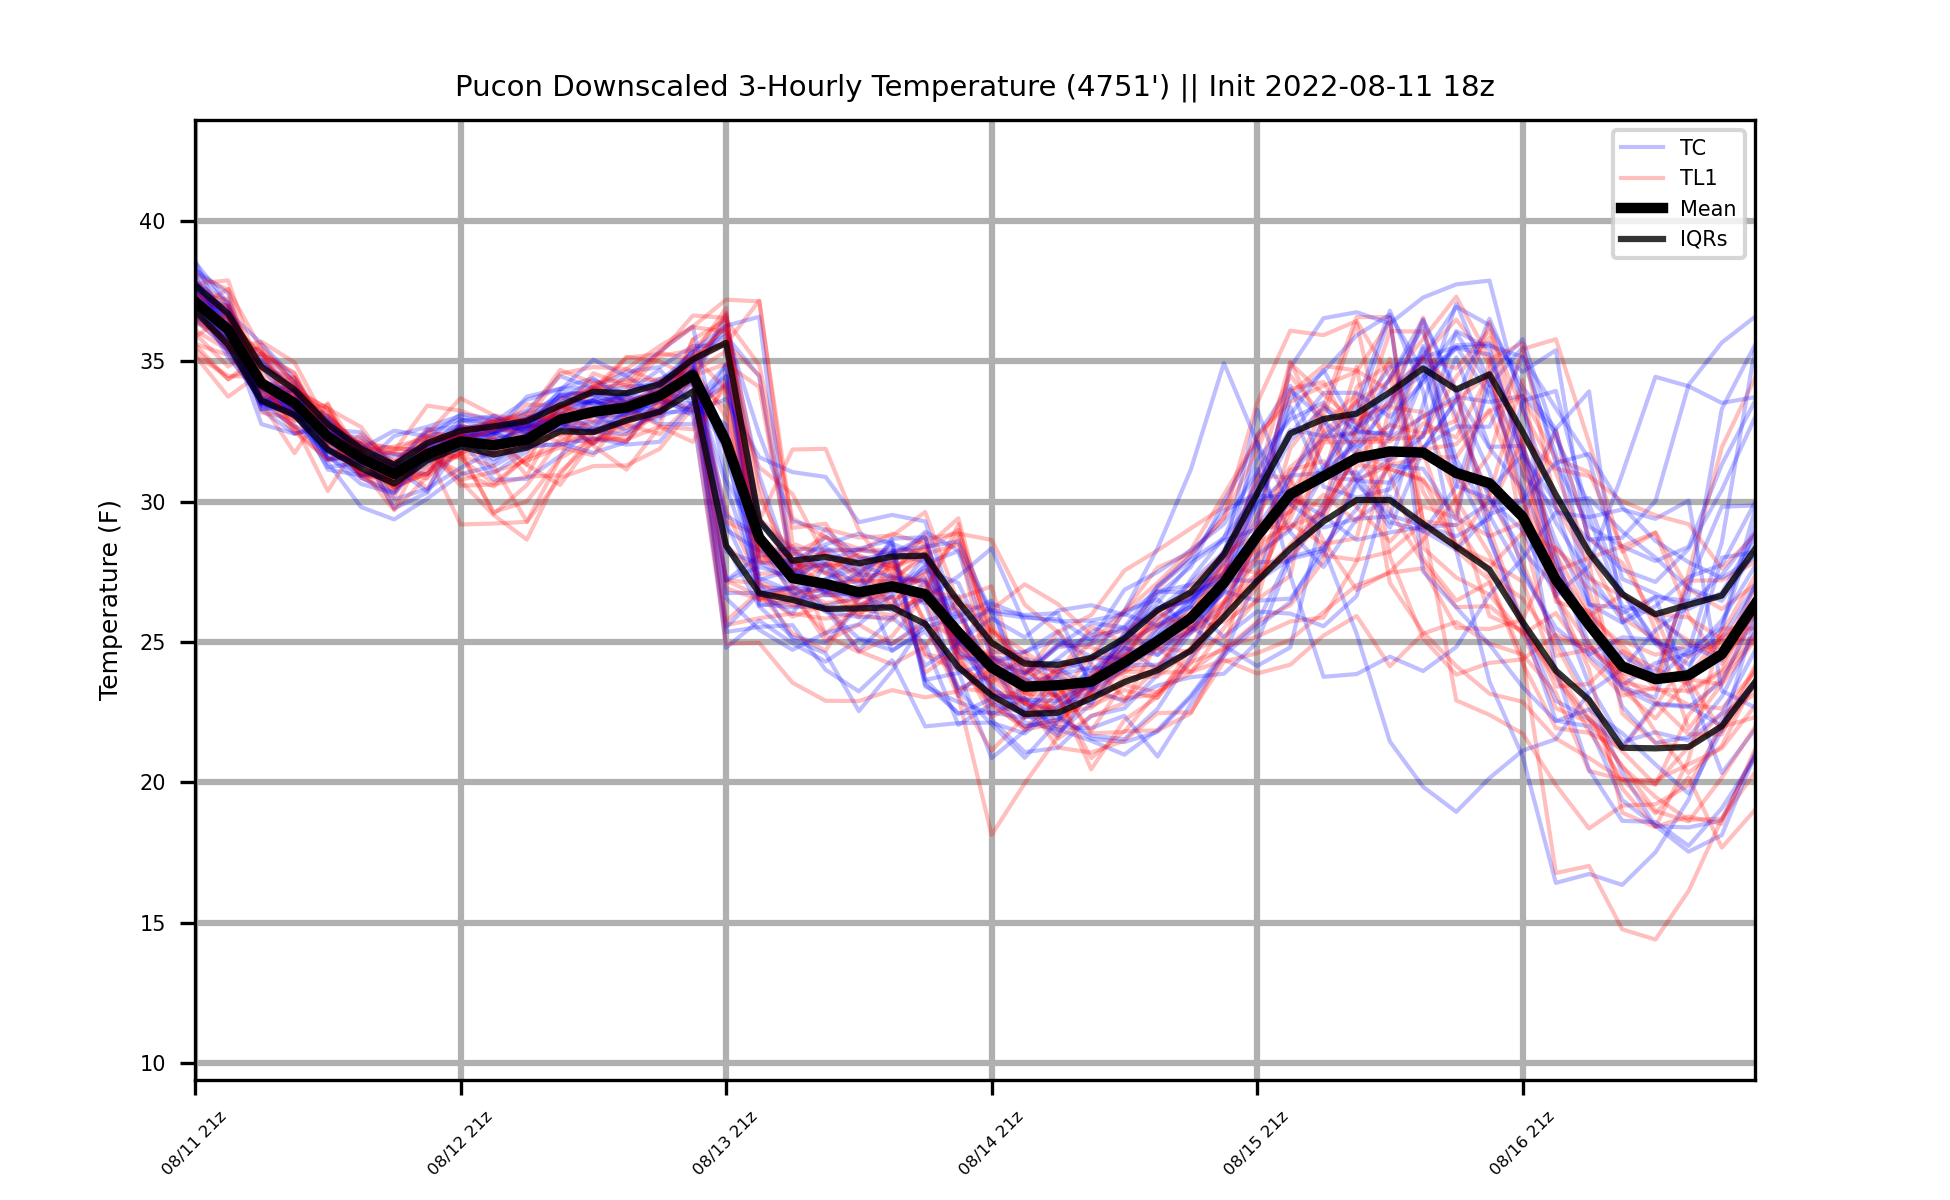 Pucon Downscaled 3-Hourly Temperature (4751') || Init 2022-08-11 18z
TC
TL1
Mean
IQRs
Temperature (F)
40
35
30
25
20
15
10
08/11 21z
08/12 21z
08/13 21z
08/14 21z
08/15 21z
08/16 21z